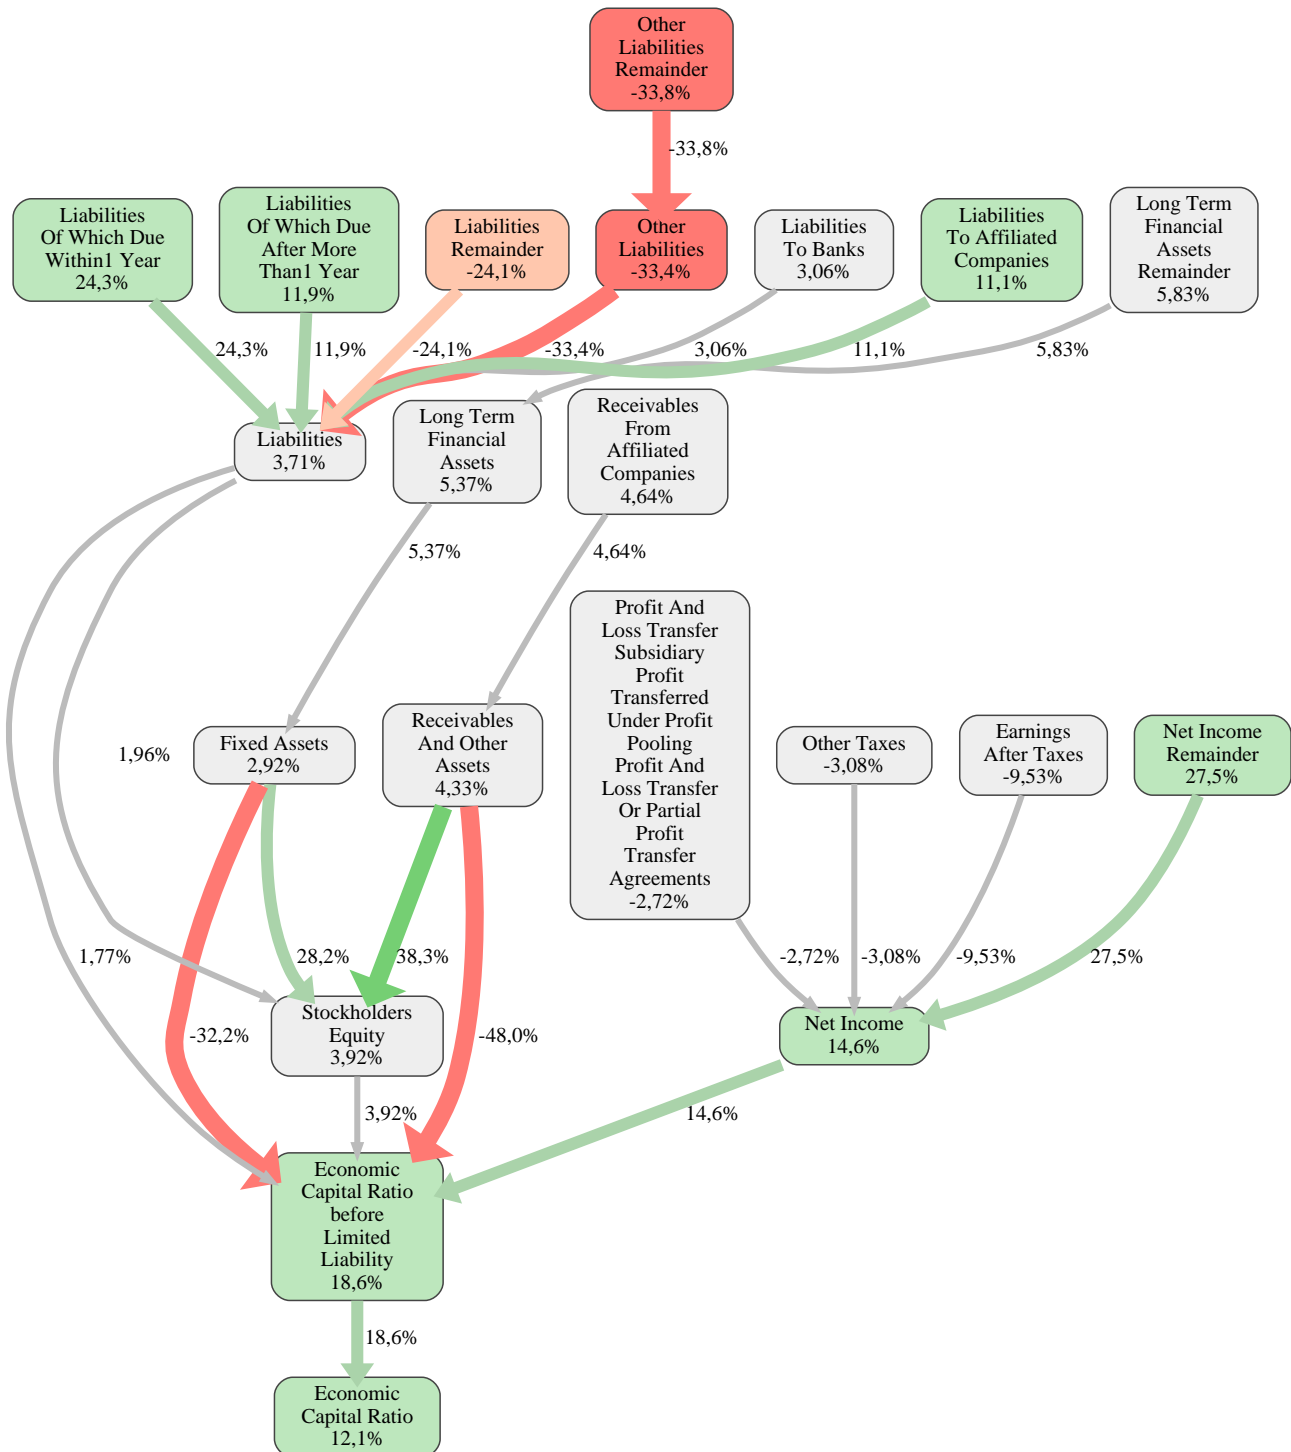 Other
Liabilities
Remainder
-33,8%
-33,8%
Liabilities
Of Which Due
Within1 Year
24,3%
Liabilities
Of Which Due
After More
Than1 Year
11,9%
Liabilities
Remainder
-24,1%
Other
Liabilities
-33,4%
Liabilities
To Banks
3,06%
Liabilities
To Affiliated
Companies
11,1%
Long Term
Financial
Assets
Remainder
5,83%
24,3%
11,9%
-24,1%
-33,4%
3,06%
11,1%
5,83%
Liabilities
3,71%
Long Term
Financial
Assets
5,37%
Receivables
From
Affiliated
Companies
4,64%
5,37%
4,64%
Profit And
Loss Transfer
Subsidiary
Profit
Transferred
Under Profit
Pooling
Profit And
Loss Transfer
Or Partial
Profit
Transfer
Agreements
-2,72%
1,96%
Fixed Assets
2,92%
Receivables
And Other
Assets
4,33%
Other Taxes
-3,08%
Earnings
After Taxes
-9,53%
Net Income
Remainder
27,5%
1,77%
28,2%
38,3%
-2,72%
-3,08%
-9,53%
27,5%
-32,2%
Stockholders
Equity
3,92%
-48,0%
Net Income
14,6%
3,92%
14,6%
Economic
Capital Ratio
before
Limited
Liability
18,6%
18,6%
Economic
Capital Ratio
12,1%